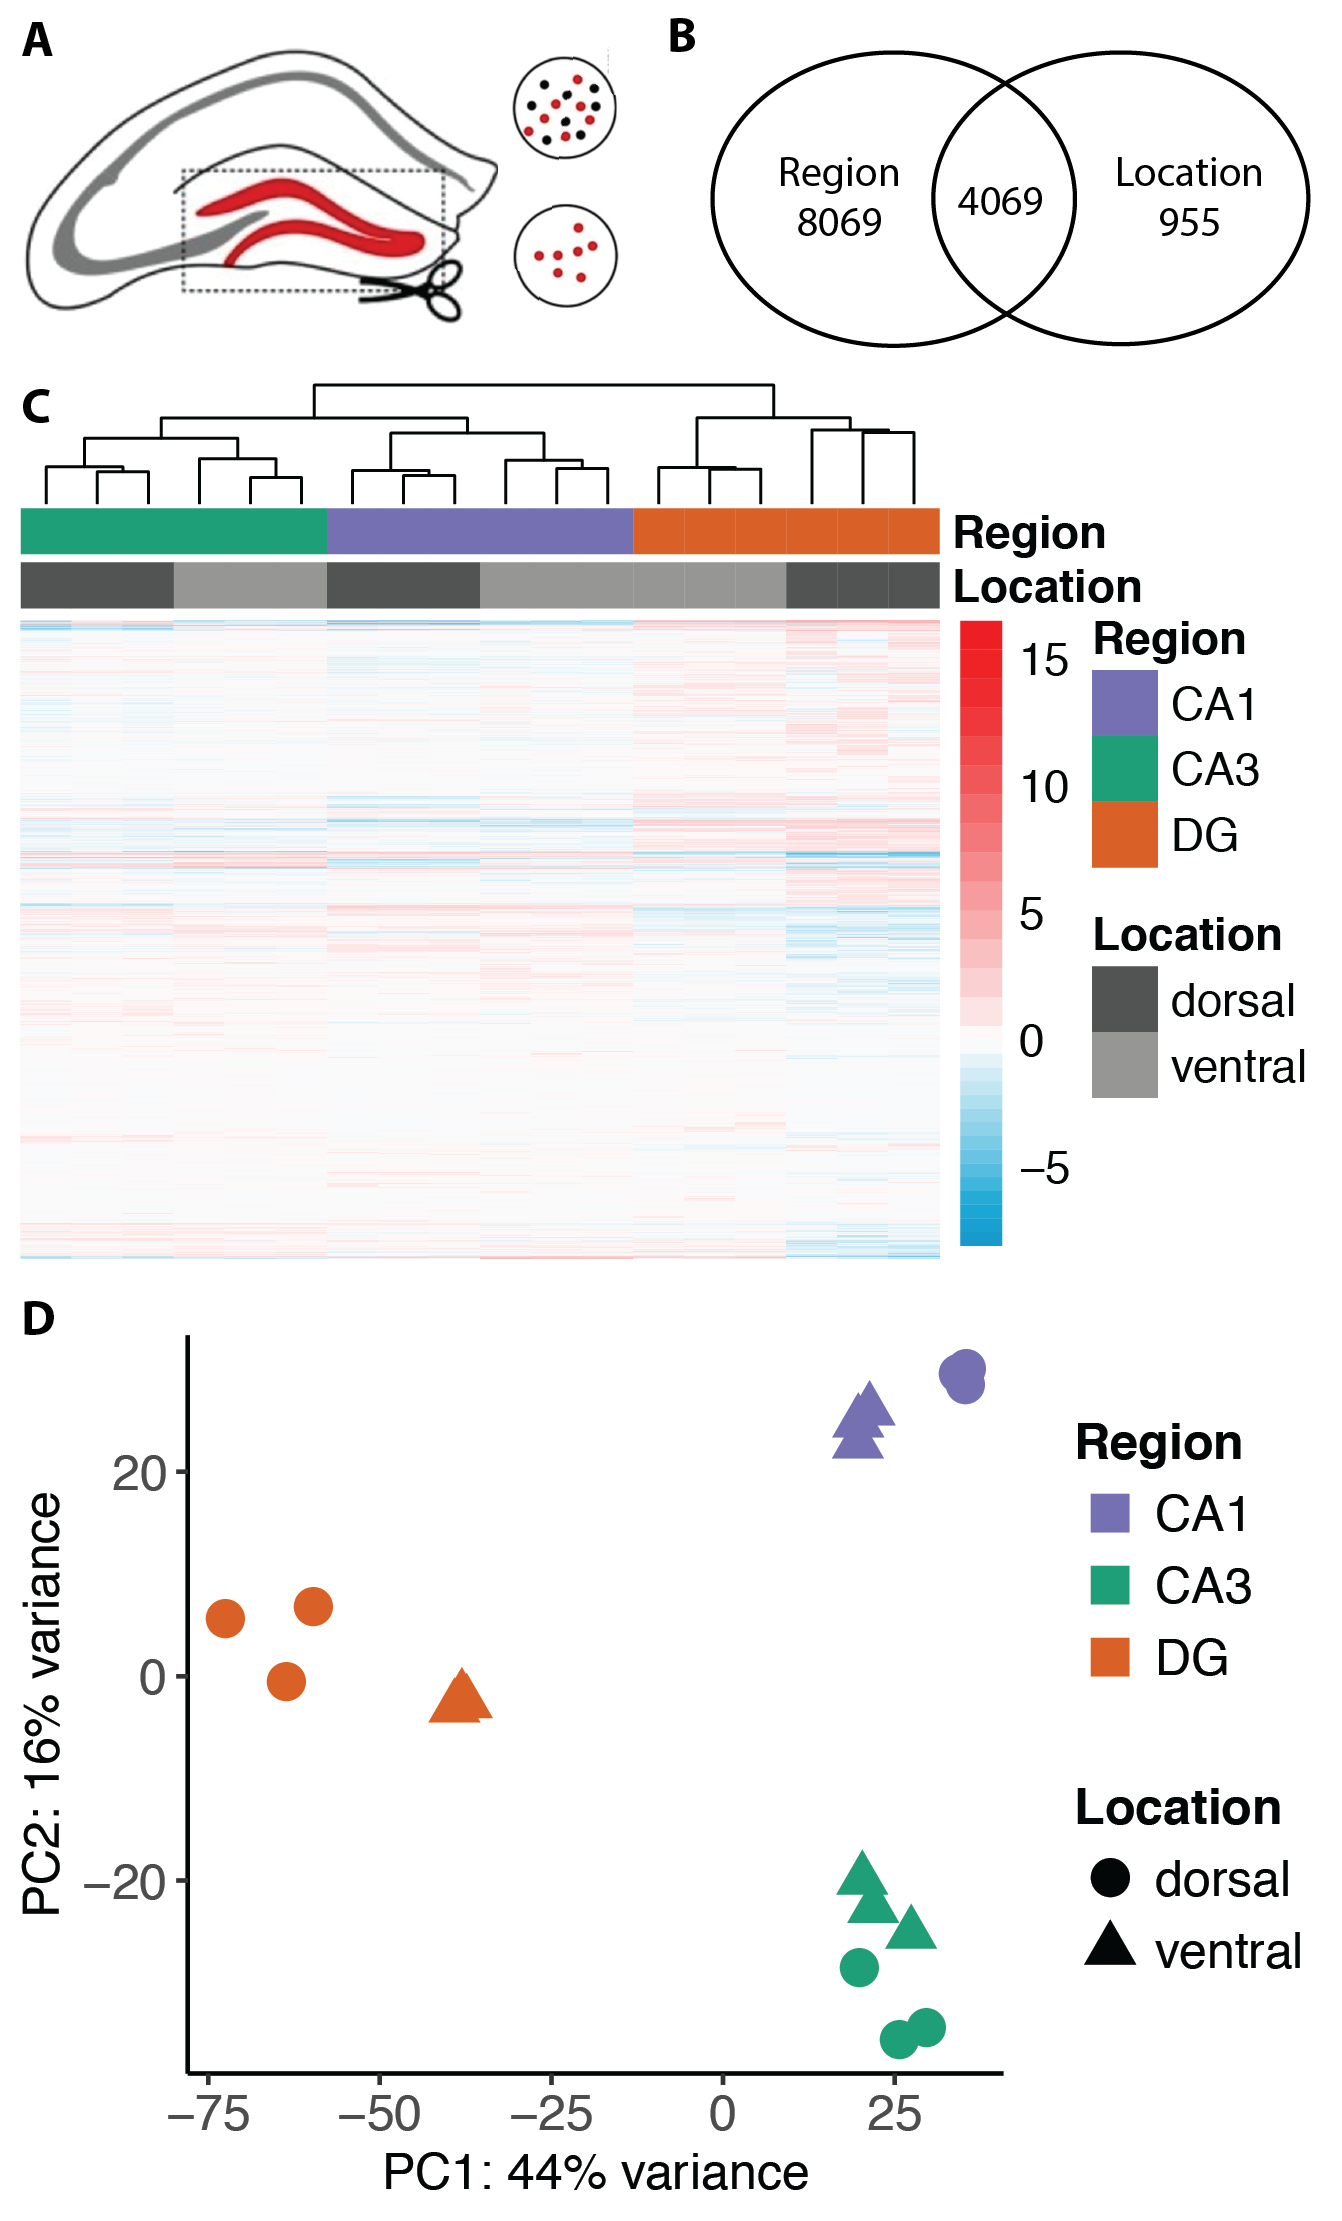 A
B
Region
8069
4069
Location
955
C
Region
Location
15
10
5
0
−5
Region
CA1
CA3
DG
Location
dorsal
ventral
D
PC2: 16% variance
20
0
−20
−75
−50
−25
0
25
PC1: 44% variance
Region
CA1
CA3
DG
Location
dorsal
ventral